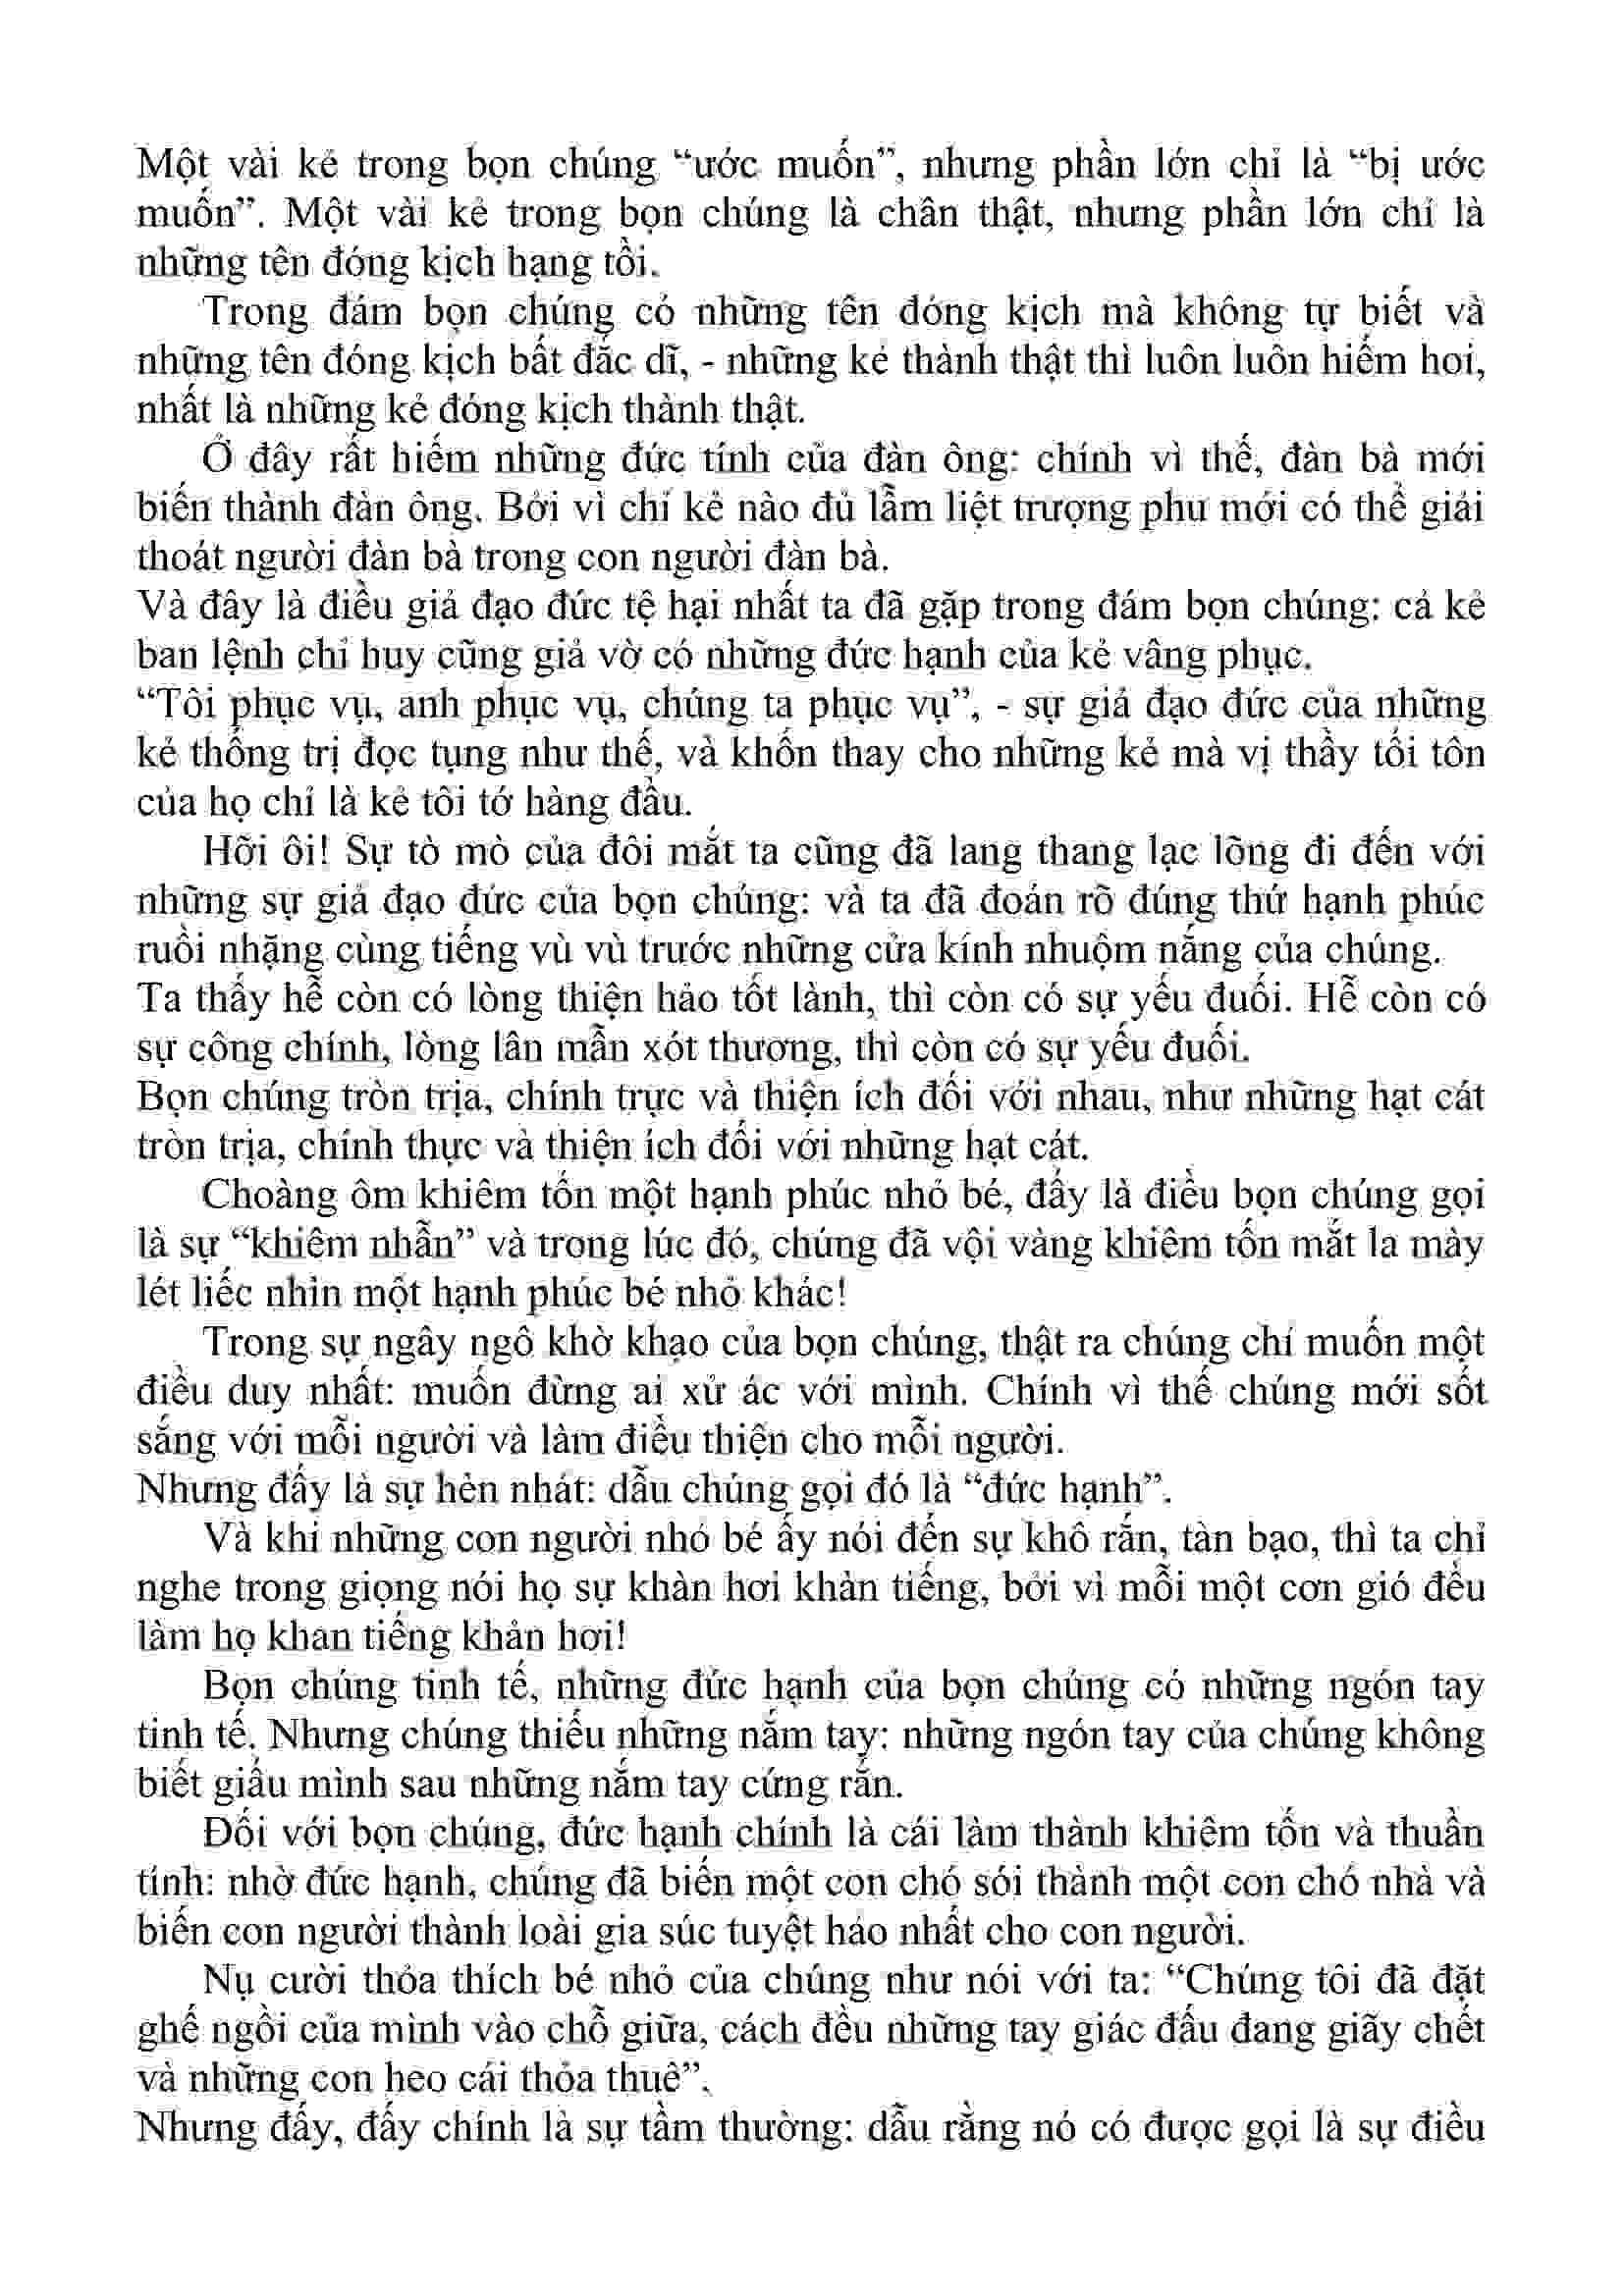 Một vài kẻ trong bọn chúng “ước muốn”, nhưng phần lớn chỉ là “bị ước
muốn”. Một vài kẻ trong bọn chúng là chân thật, nhưng phần lớn chỉ là
những tên đóng kịch hạng tồi.
Trong đám bọn chúng có những tên đóng kịch mà không tự biết và
những tên đóng kịch bất đắc dĩ, - những kẻ thành thật thì luôn luôn hiếm hoi,
nhất là những kẻ đóng kịch thành thật.
Ở đây rất hiếm những đức tính của đàn ông: chính vì thế, đàn bà mới
biến thành đàn ông. Bởi vì chỉ kẻ nào đủ lẫm liệt trượng phu mới có thể giải
thoát người đàn bà trong con người đàn bà.
Và đây là điều giả đạo đức tệ hại nhất ta đã gặp trong đám bọn chúng: cả kẻ
ban lệnh chỉ huy cũng giả vờ có những đức hạnh của kẻ vâng phục.
“Tôi phục vụ, anh phục vụ, chúng ta phục vụ”, - sự giả đạo đức của những
kẻ thống trị đọc tụng như thế, và khốn thay cho những kẻ mà vị thầy tối tôn
của họ chỉ là kẻ tôi tớ hàng đầu.
Hỡi ôi! Sự tò mò của đôi mắt ta cũng đã lang thang lạc lõng đi đến với
những sự giả đạo đức của bọn chúng: và ta đã đoán rõ đúng thứ hạnh phúc
ruồi nhặng cùng tiếng vù vù trước những cửa kính nhuộm nắng của chúng.
Ta thấy hễ còn có lòng thiện hảo tốt lành, thì còn có sự yếu đuối. Hễ còn có
sự công chính, lòng lân mẫn xót thương, thì còn có sự yếu đuối.
Bọn chúng tròn trịa, chính trực và thiện ích đối với nhau, như những hạt cát
tròn trịa, chính thực và thiện ích đối với những hạt cát.
Choàng ôm khiêm tốn một hạnh phúc nhỏ bé, đấy là điều bọn chúng gọi
là sự “khiêm nhẫn” và trong lúc đó, chúng đã vội vàng khiêm tốn mắt la mày
lét liếc nhìn một hạnh phúc bé nhỏ khác!
Trong sự ngây ngô khờ khạo của bọn chúng, thật ra chúng chỉ muốn một
điều duy nhất: muốn đừng ai xử ác với mình. Chính vì thế chúng mới sốt
sắng với mỗi người và làm điều thiện cho mỗi người.
Nhưng đấy là sự hèn nhát: dẫu chúng gọi đó là “đức hạnh”.
Và khi những con người nhỏ bé ấy nói đến sự khô rắn, tàn bạo, thì ta chỉ
nghe trong giọng nói họ sự khàn hơi khàn tiếng, bởi vì mỗi một cơn gió đều
làm họ khan tiếng khản hơi!
Bọn chúng tinh tế, những đức hạnh của bọn chúng có những ngón tay
tinh tế. Nhưng chúng thiếu những nắm tay: những ngón tay của chúng không
biết giấu mình sau những nắm tay cứng rắn.
Đối với bọn chúng, đức hạnh chính là cái làm thành khiêm tốn và thuần
tính: nhờ đức hạnh, chúng đã biến một con chó sói thành một con chó nhà và
biến con người thành loài gia súc tuyệt hảo nhất cho con người.
Nụ cười thỏa thích bé nhỏ của chúng như nói với ta: “Chúng tôi đã đặt
ghế ngồi của mình vào chỗ giữa, cách đều những tay giác đấu đang giãy chết
và những con heo cái thỏa thuê”.
Nhưng đấy, đấy chính là sự tầm thường: dẫu rằng nó có được gọi là sự điều